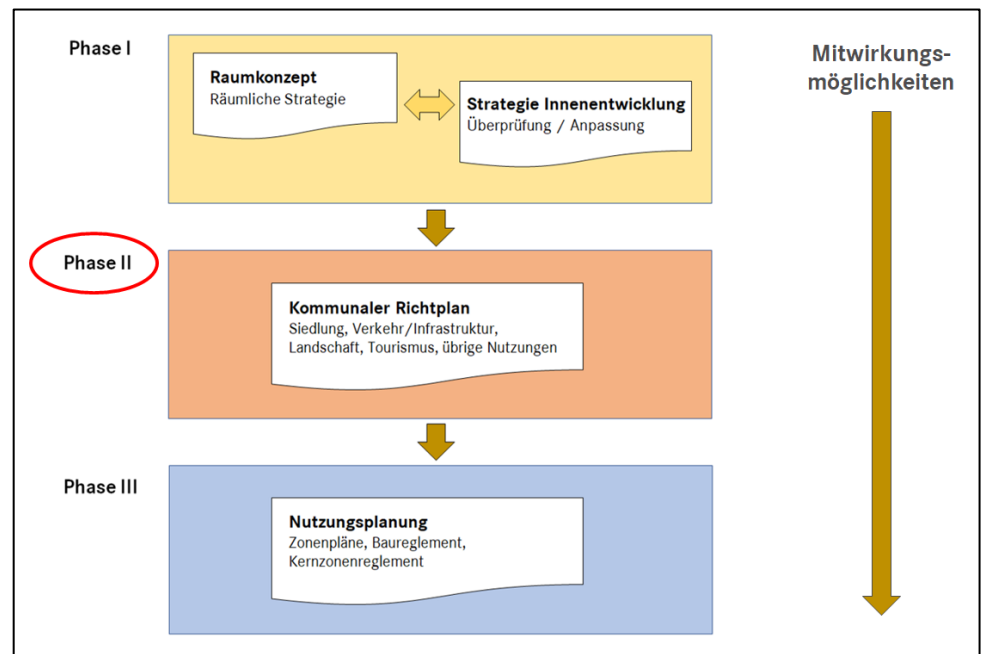 Phase I
Raumkonzept
Räumliche Strategie
Strategie Innenentwicklung
Überprüfung / Anpassung
Mitwirkungs-
möglichkeiten
Phase II
Kommunaler Richtplan
Siedlung, Verkehr/Infrastruktur,
Landschaft, Tourismus, übrige Nutzungen
Phase III
Nutzungsplanung
Zonenpläne, Baureglement,
Kernzonenreglement